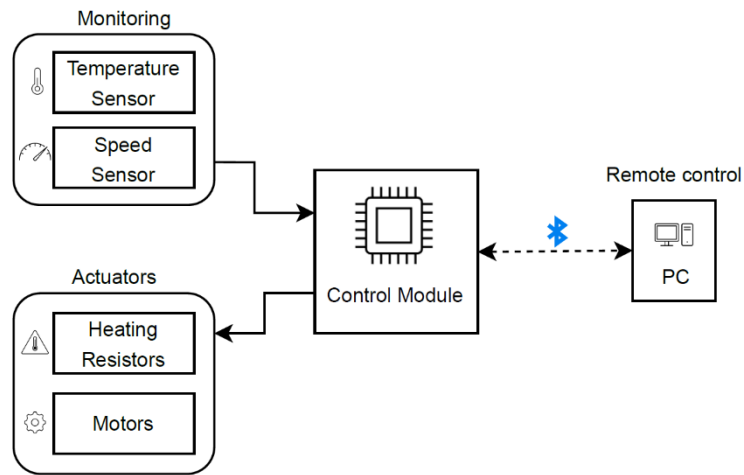 Monitoring
Temperature
Sensor
Speed
Sensor
Control Module
Remote control
PC
Actuators
Heating
Resistors
Motors